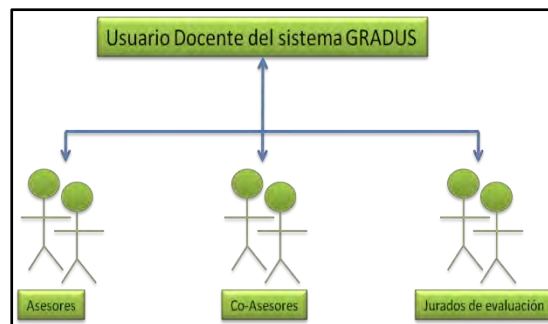 Usuario Docente del sistema GRADUS
Asesores
Co-Asesores
Jurados de evaluación